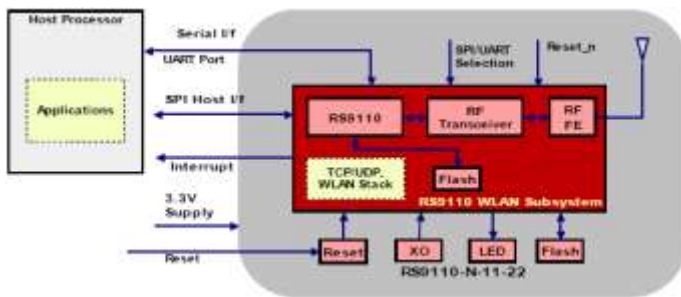 Host Processor
Applications
Serial I/f
UART Port
SPI Host I/f
Interrupt
3.3V
Supply
Reset
SPI/UART
Selection
Reset_n
RS9110
RF
Transceiver
RF
FE
TCP/UDP,
WLAN Stack
Flash
RS9110 WLAN Subsystem
Reset
XO
LED
Flash
RS9110-N-11-22